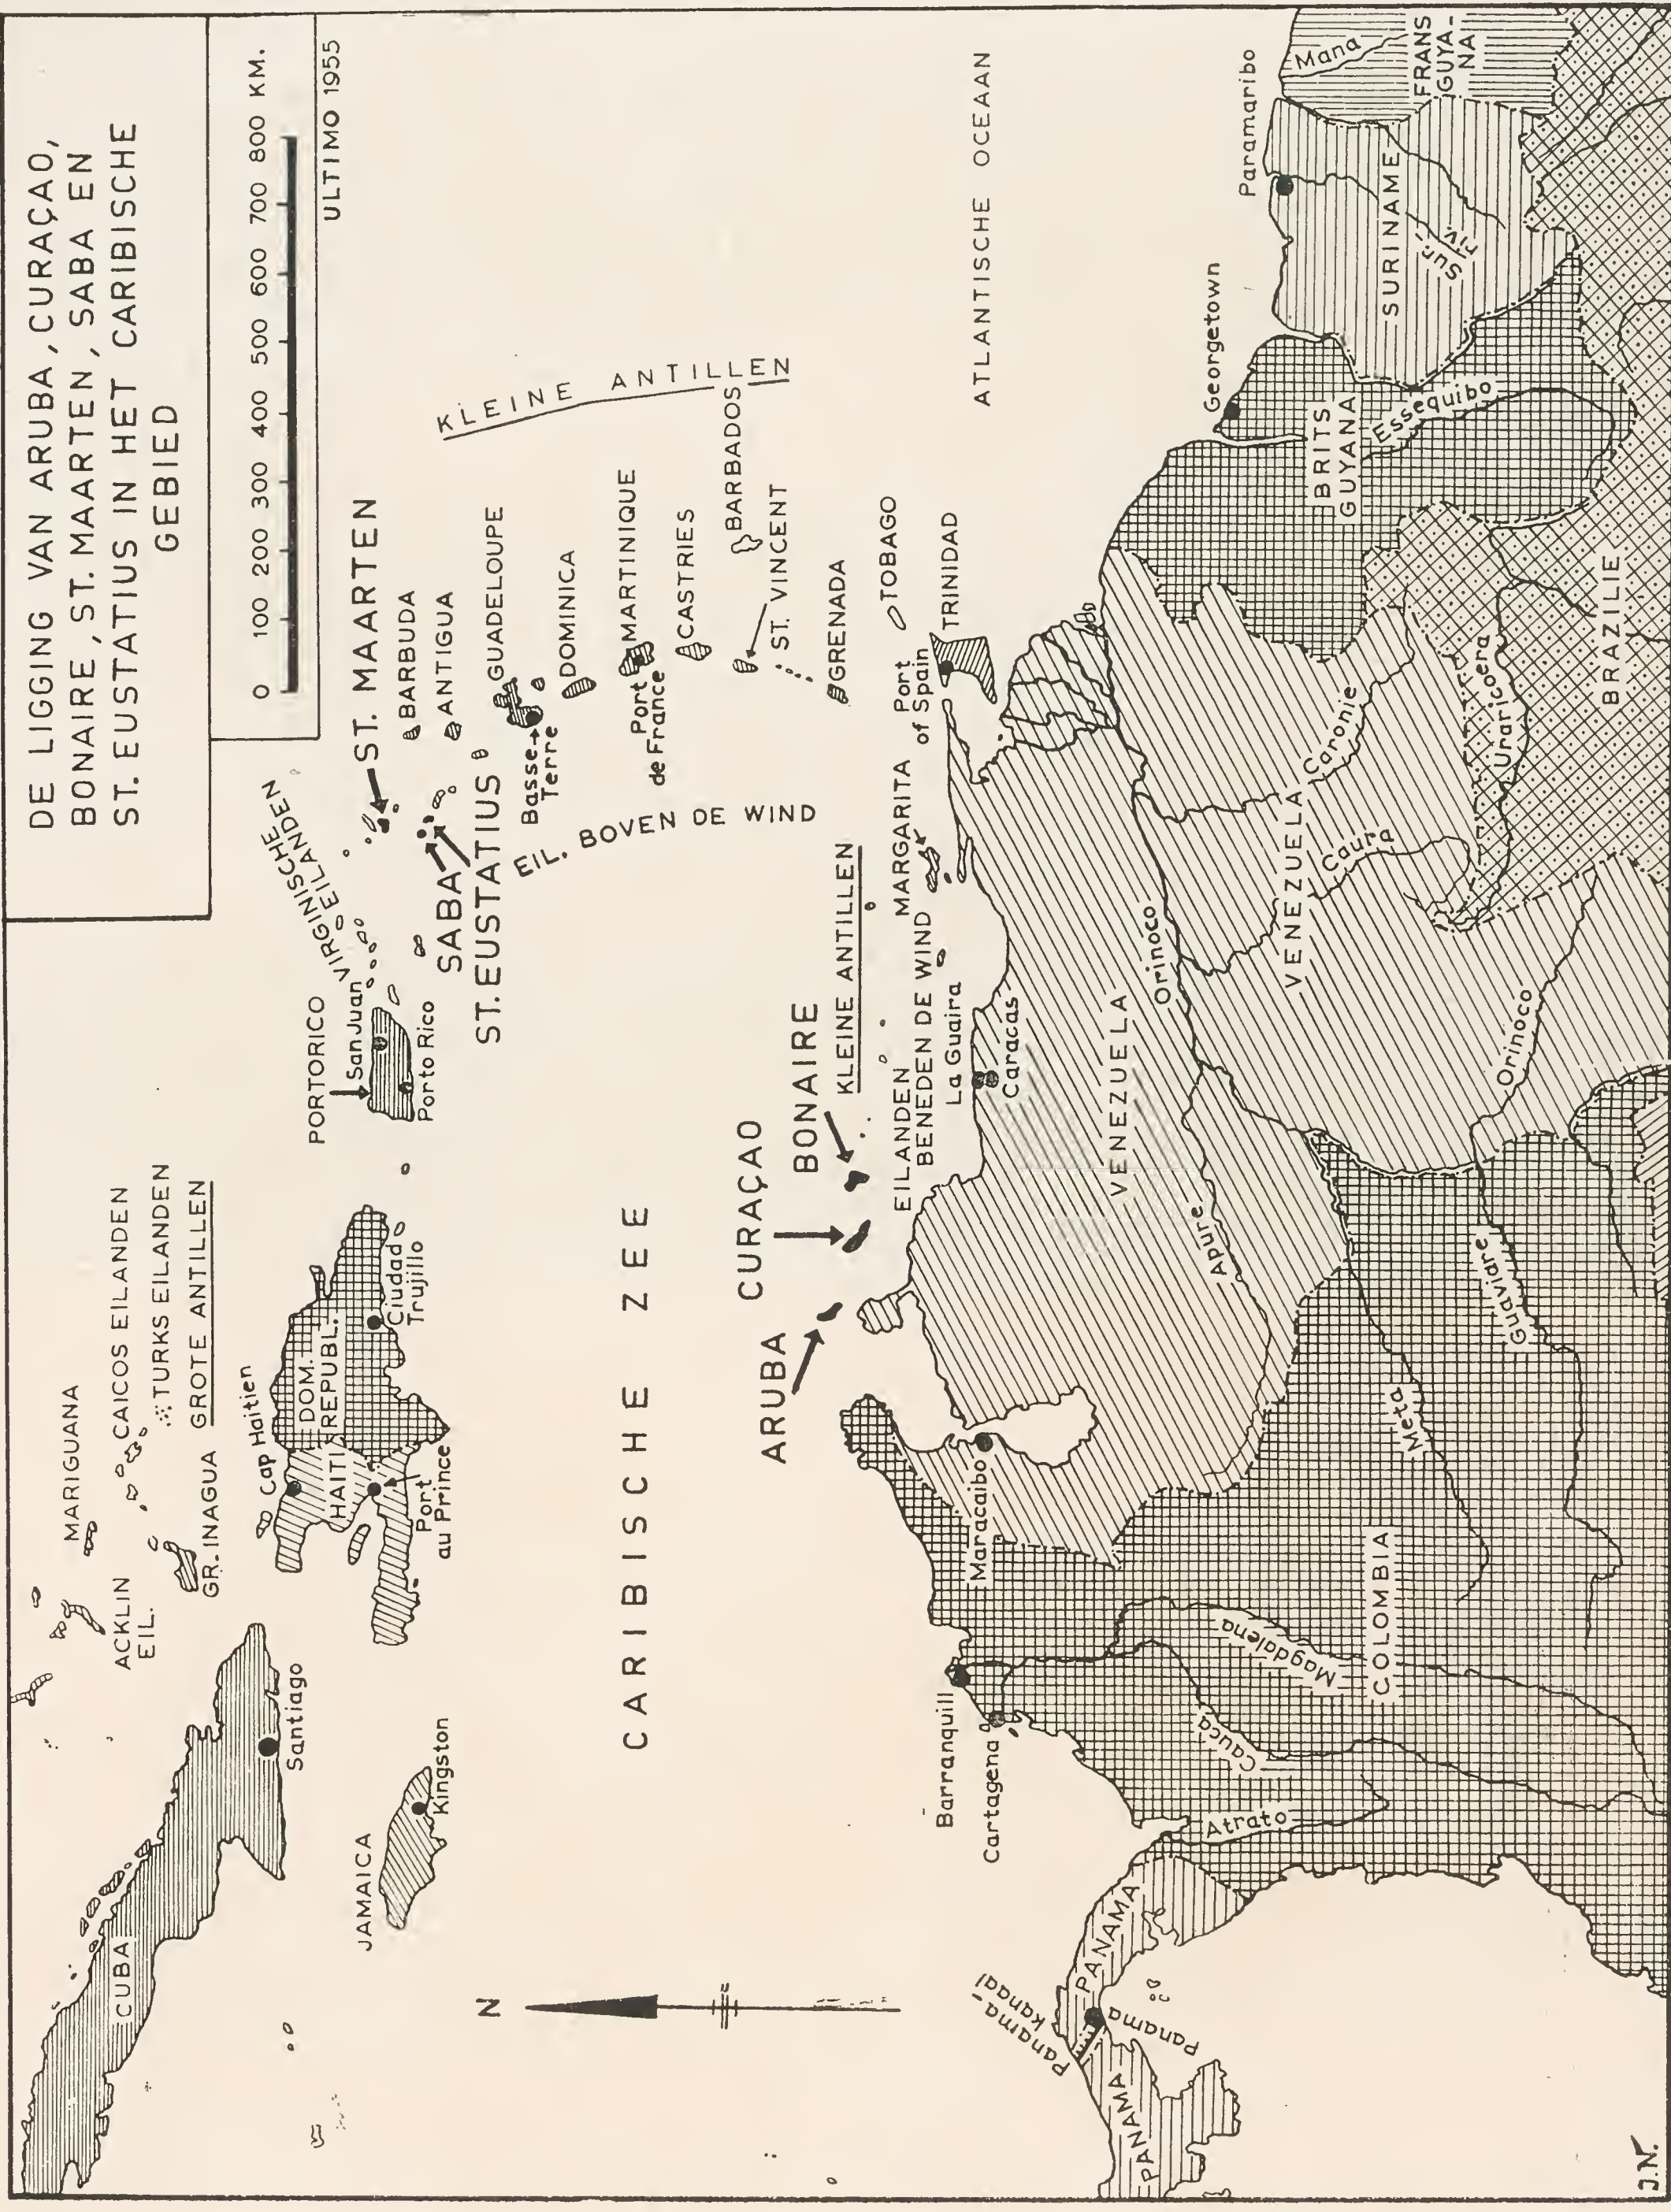 DE LIGGING VAN ARUBA, CURAÇAO,
BONAIRE, ST. MAARTEN, SABA EN
ST. EUSTATIUS IN HET CARIBISCHE
GEBIED
0 100 200 300 400 500 600 700 800 KM.
ULTIMO 1955
MARIGUANA
ACKLIN
EIL.
CAICOS EILANDEN
TURKS EILANDEN
GROTE ANTILLEN
GR. INAGUA
CUBA
Santiago
JAMAICA
Kingston
Cap Haitien
HAITI
DOM.
REPUBL.
Port
au Prince
Ciudad
Trujillo
PORTORICO
San Juan
Porto Rico
VIRGINISCHE
EILANDEN
ST. MAARTEN
SABA
ST. EUSTATIUS
BARBUDA
ANTIGUA
GUADELOUPE
Basse
Terre
DOMINICA
MARTINIQUE
Port
de France
CASTRIES
BARBADOS
ST. VINCENT
GRENADA
TOBAGO
TRINIDAD
Port
of Spain
KLEINE ANTILLEN
EIL. BOVEN DE WIND
ATLANTISCHE OCEAAN
CARIBISCHE ZEE
N
ARUBA
CURAÇAO
BONAIRE
KLEINE ANTILLEN
EILANDEN
BENEDEN DE WIND
MARGARITA
La Guaira
Caracas
Maracaibo
Barranquill
Cartagena
VENEZUELA
VENEZUELA
Orinoco
Orinoco
Apure
Caura
Caronie
Uraricoera
Meta
Guaviare
Magdalena
Cauca
Atrato
COLOMBIA
PANAMA
PANAMA
Panama-
kanaal
Panama
BRAZILIE
BRITS
GUYANA
Georgetown
Essequibo
SURINAME
Sur.
riv.
Paramaribo
Mana
FRANS
GUYA-
NA
J.N.